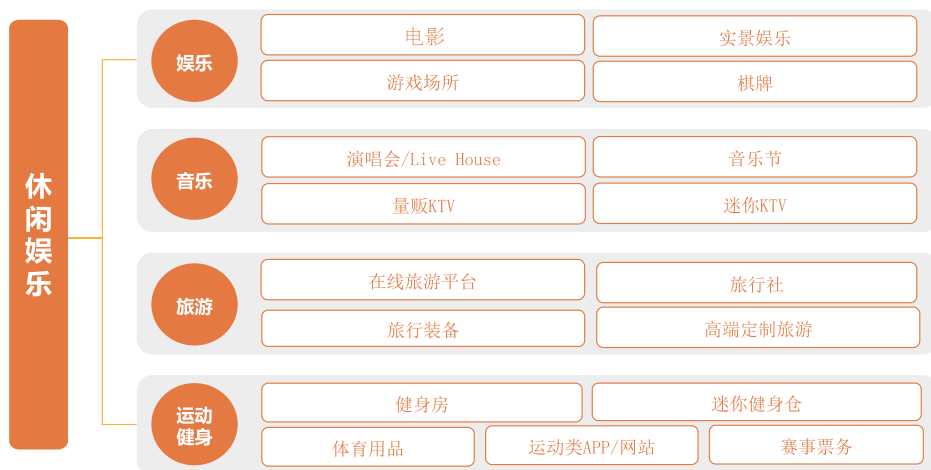 休闲娱乐
娱乐
电影
实景娱乐
游戏场所
棋牌
音乐
演唱会/Live House
音乐节
量贩KTV
迷你KTV
旅游
在线旅游平台
旅行社
旅行装备
高端定制旅游
运动
健身
健身房
迷你健身仓
体育用品
运动类APP/网站
赛事票务